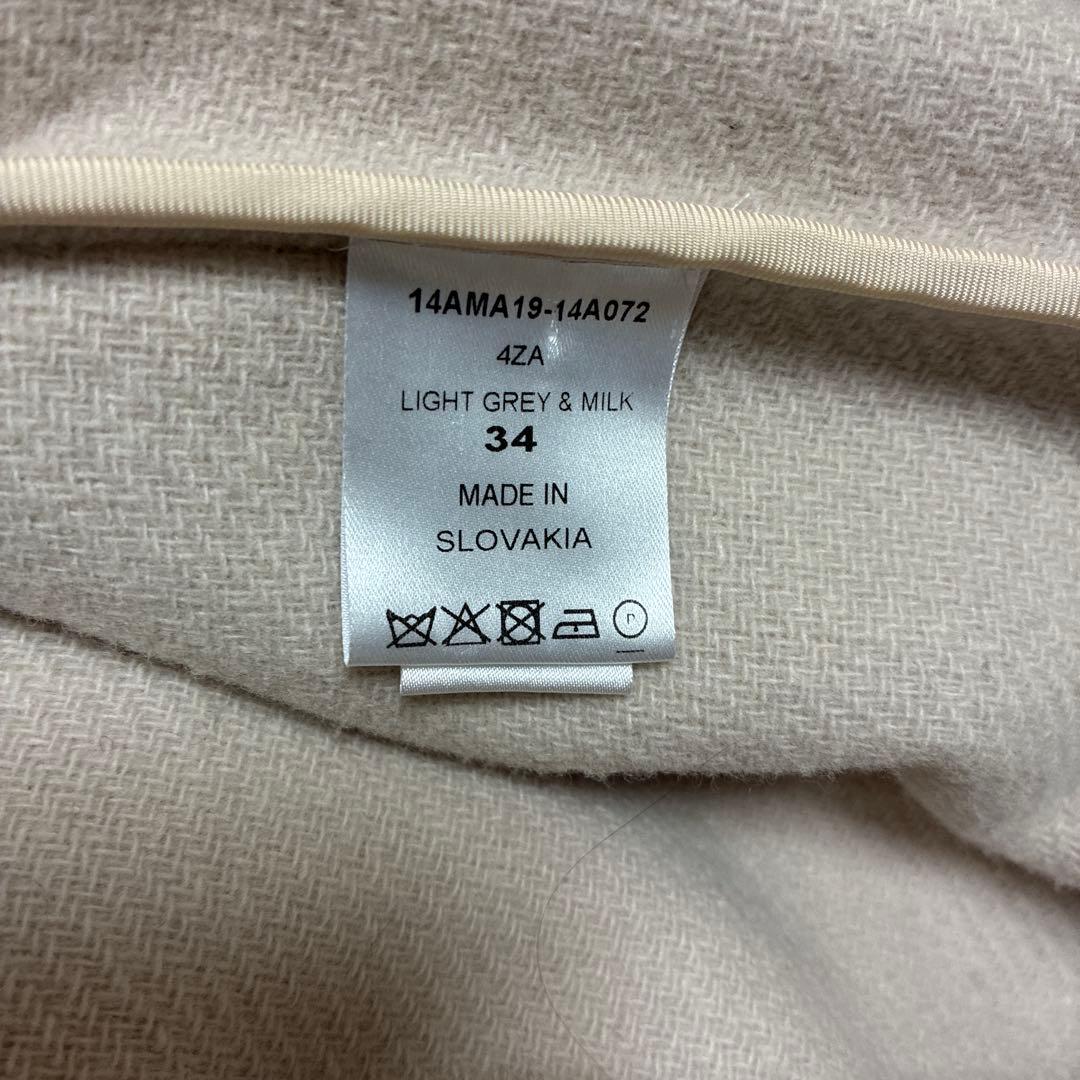 14AMA19-14A072
4ZA
LIGHT GREY & MILK
34
MADE IN
SLOVAKIA
P